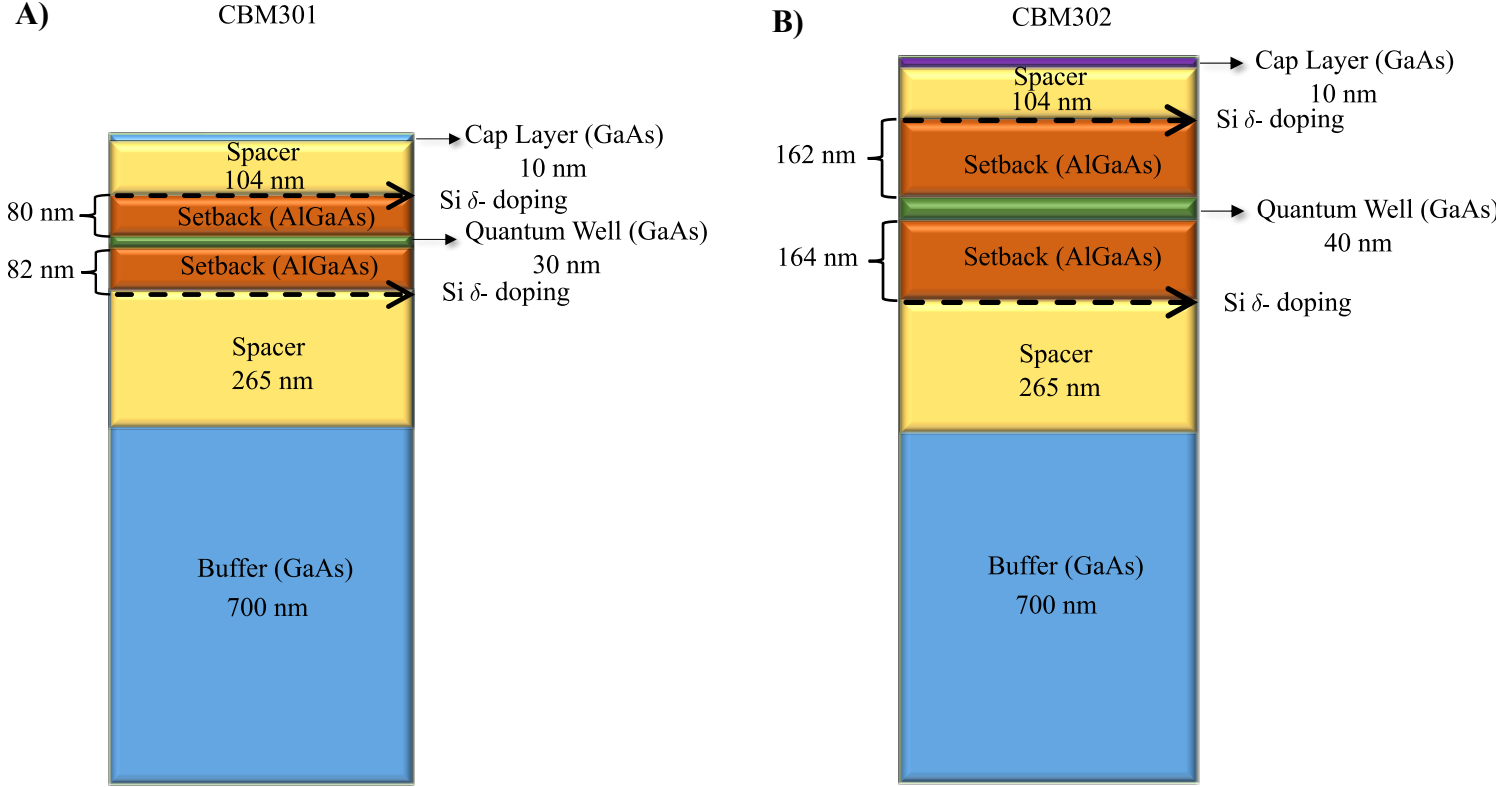 A)
CBM301
Cap Layer (GaAs)
10 nm
Spacer
104 nm
Si δ- doping
80 nm
Setback (AlGaAs)
Quantum Well (GaAs)
30 nm
82 nm
Setback (AlGaAs)
Si δ- doping
Spacer
265 nm
Buffer (GaAs)
700 nm
B)
CBM302
Cap Layer (GaAs)
10 nm
Spacer
104 nm
Si δ- doping
162 nm
Setback (AlGaAs)
Quantum Well (GaAs)
40 nm
164 nm
Setback (AlGaAs)
Si δ- doping
Spacer
265 nm
Buffer (GaAs)
700 nm